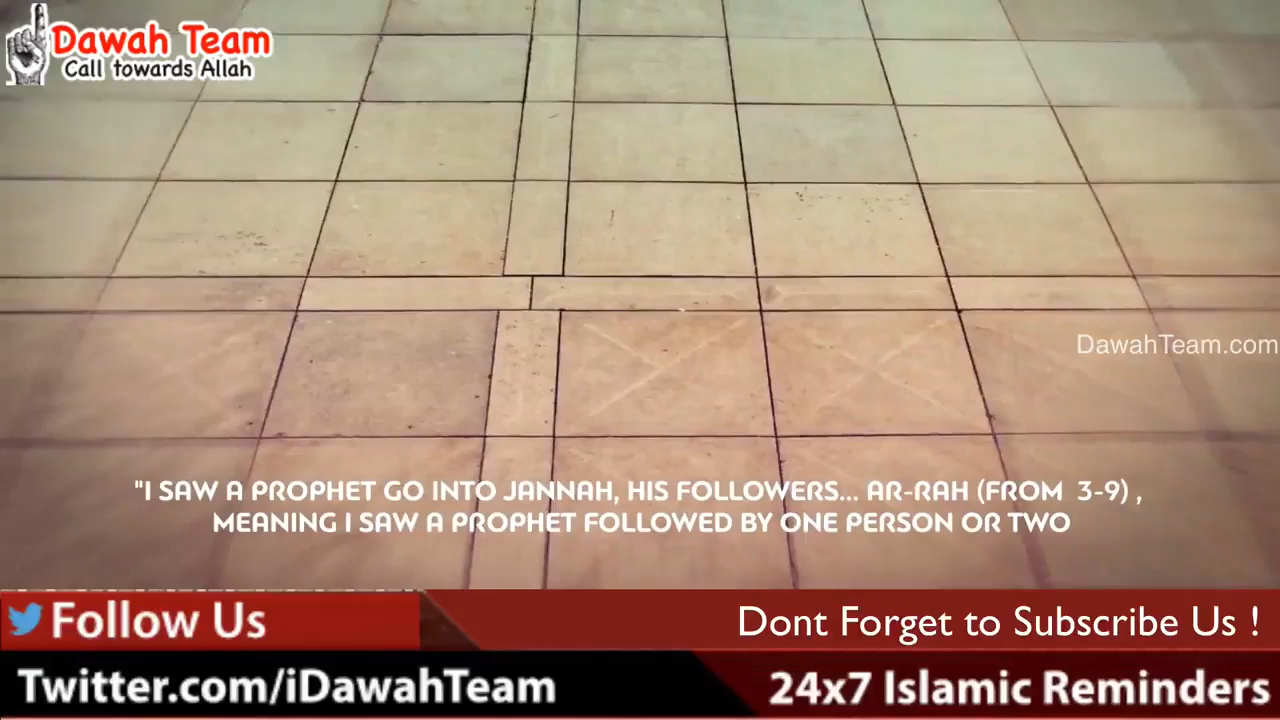 Dawah Team
Call towards Allah
DawahTeam.com
"I SAW A PROPHET GO INTO JANNAH, HIS FOLLOWERS... AR-RAH (FROM 3-9) ,
MEANING I SAW A PROPHET FOLLOWED BY ONE PERSON OR TWO
Follow Us
Dont Forget to Subscribe Us !
Twitter.com/iDawahTeam
24x7 Islamic Reminders